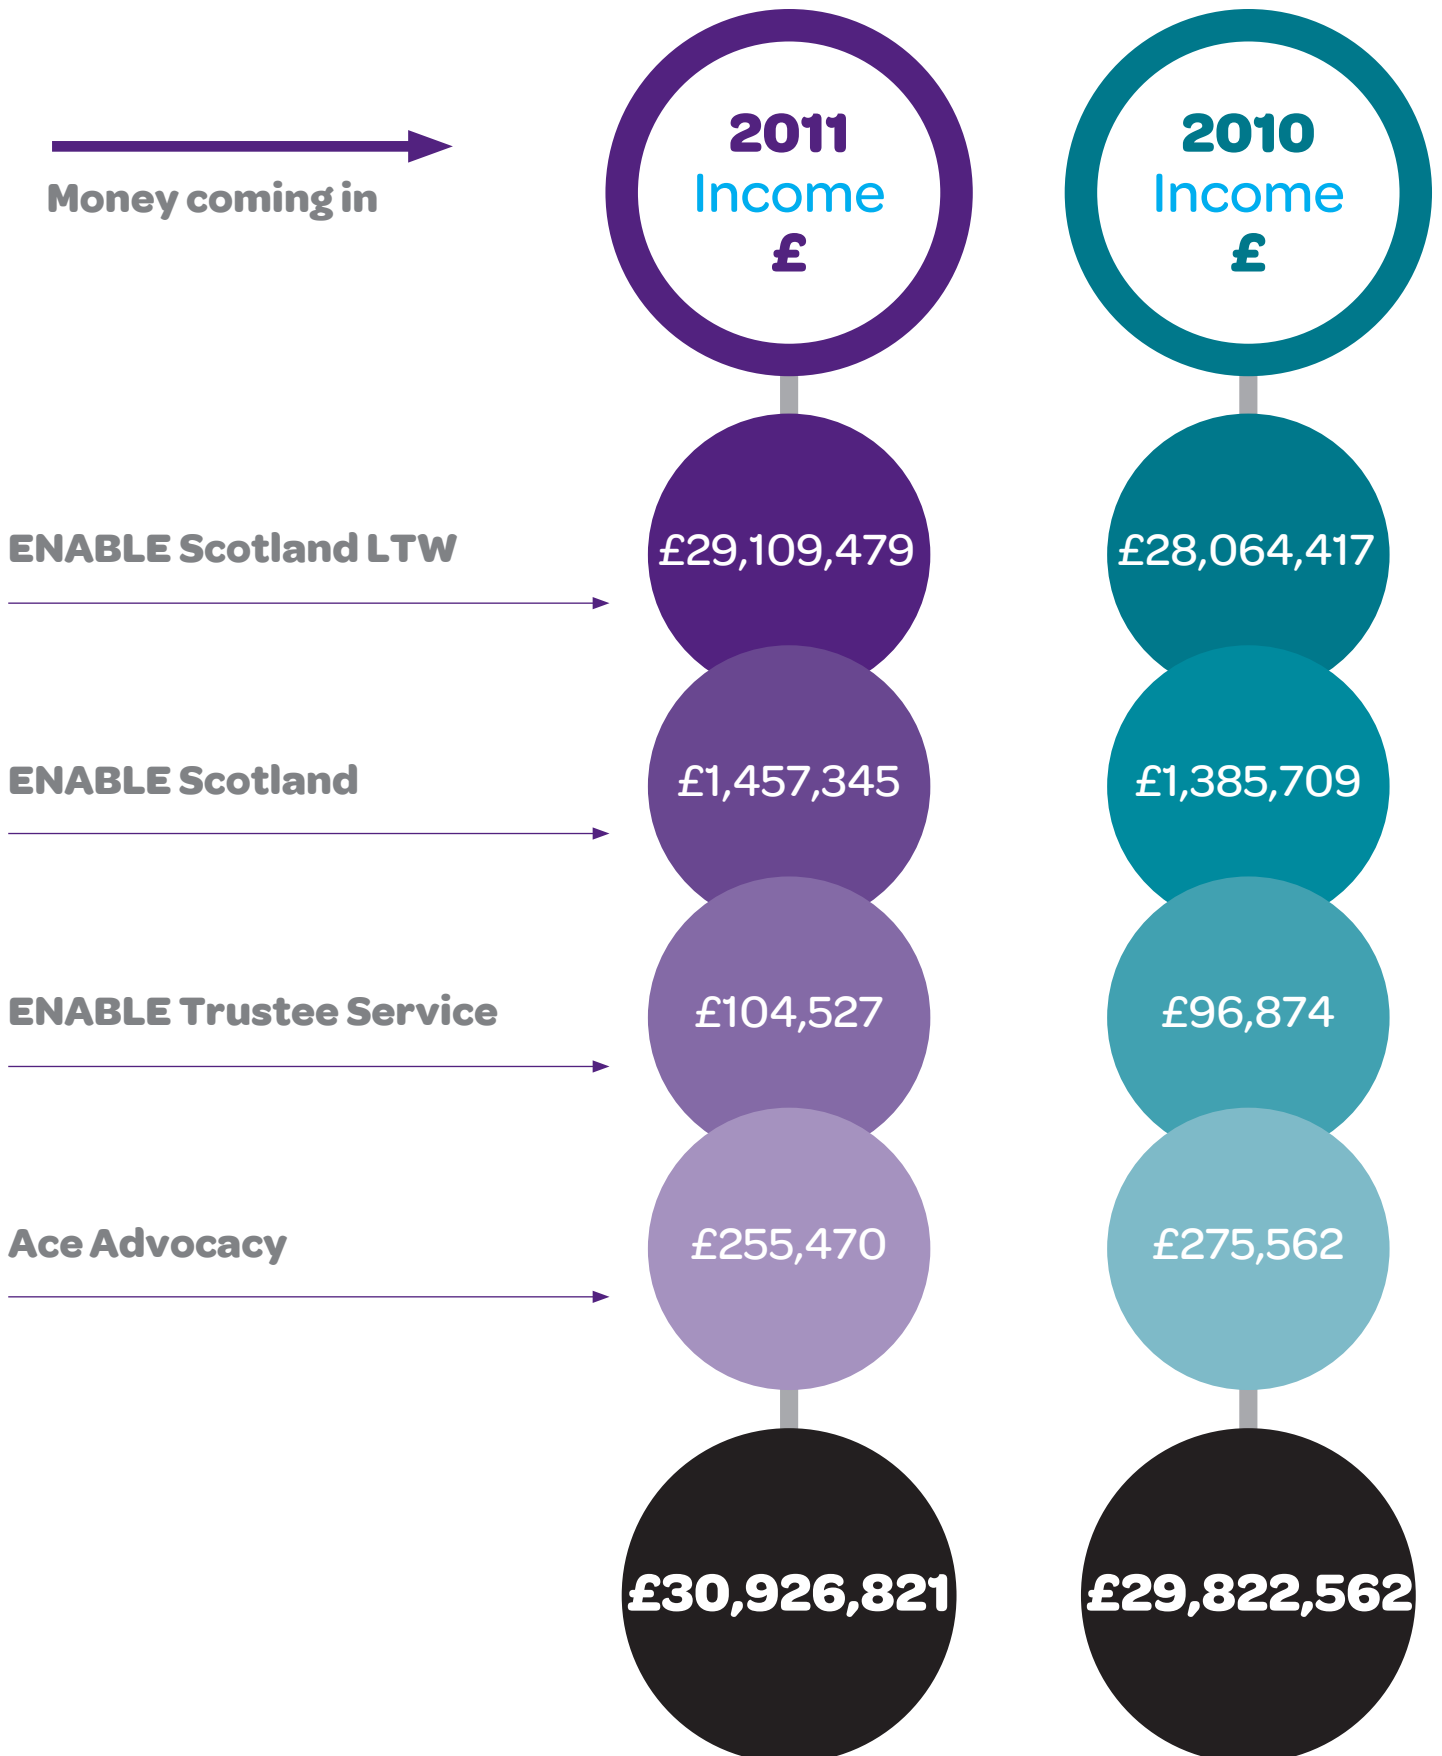 Money coming in
2011
Income
£
2010
Income
£
ENABLE Scotland LTW
£29,109,479
£28,064,417
ENABLE Scotland
£1,457,345
£1,385,709
ENABLE Trustee Service
£104,527
£96,874
Ace Advocacy
£255,470
£275,562
£30,926,821
£29,822,562